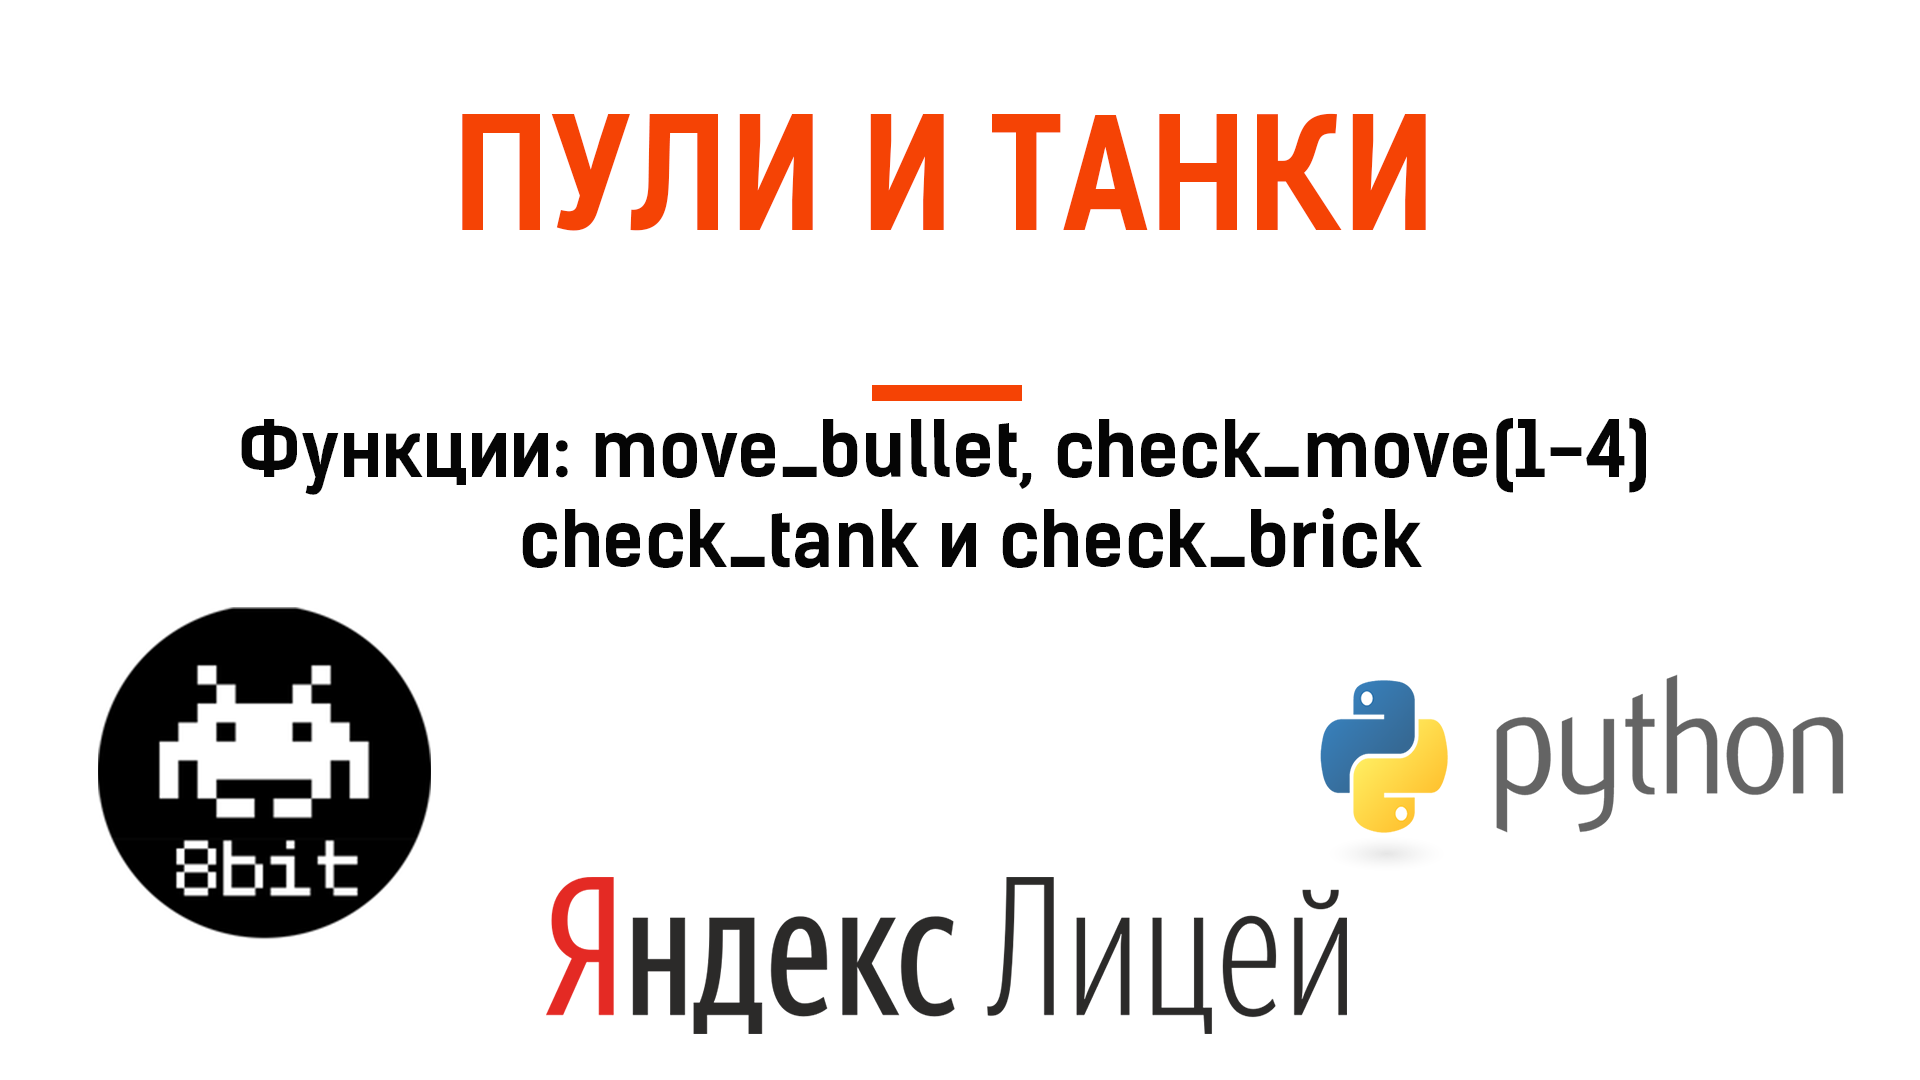 ПУЛИ И ТАНКИ
Функции: move_bullet, check_move(1-4)
check_tank и check_brick
8bit
python
Яндекс Лицей